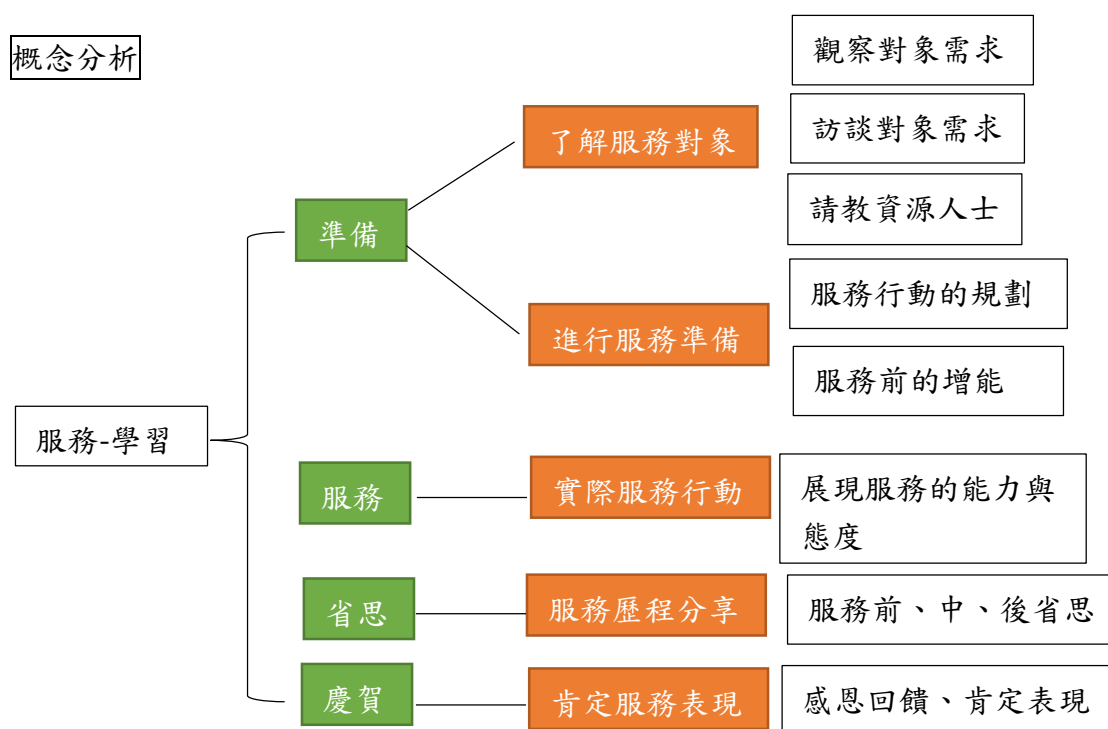 概念分析
服務-學習
準備
了解服務對象
觀察對象需求
訪談對象需求
請教資源人士
進行服務準備
服務行動的規劃
服務前的增能
服務
實際服務行動
展現服務的能力與
態度
省思
服務歷程分享
服務前、中、後省思
慶賀
肯定服務表現
感恩回饋、肯定表現